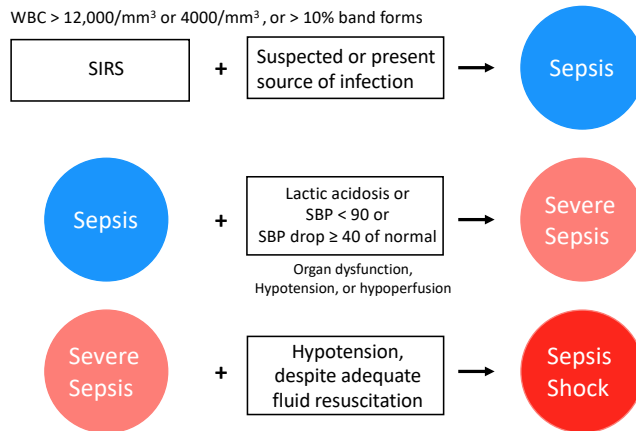 WBC > 12,000/mm³ or 4000/mm³, or > 10% band forms
SIRS
+
Suspected or present
source of infection
Sepsis
Sepsis
+
Lactic acidosis or
SBP < 90 or
SBP drop ≥ 40 of normal
Organ dysfunction,
Hypotension, or hypoperfusion
Severe
Sepsis
Severe
Sepsis
+
Hypotension,
despite adequate
fluid resuscitation
Sepsis
Shock